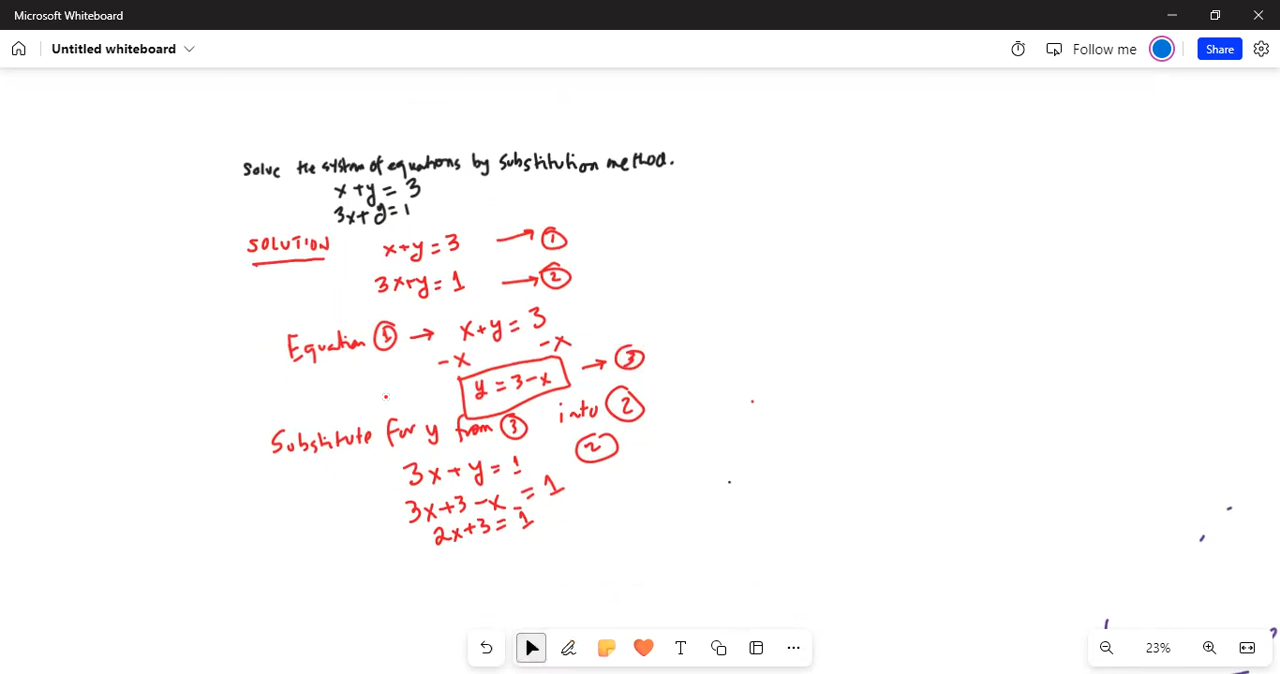 Microsoft Whiteboard
Untitled whiteboard
Follow me
Share
Solve the system of equations by substitution method.
x+y=3
3x+y=1
SOLUTION
x+y=3 → ①
3x+y=1 → ②
Equation ① → x+y=3
-x -x
y=3-x → ③
Substitute for y from ③ into ②
②
3x+y=1
3x+3-x=1
2x+3=1
23%